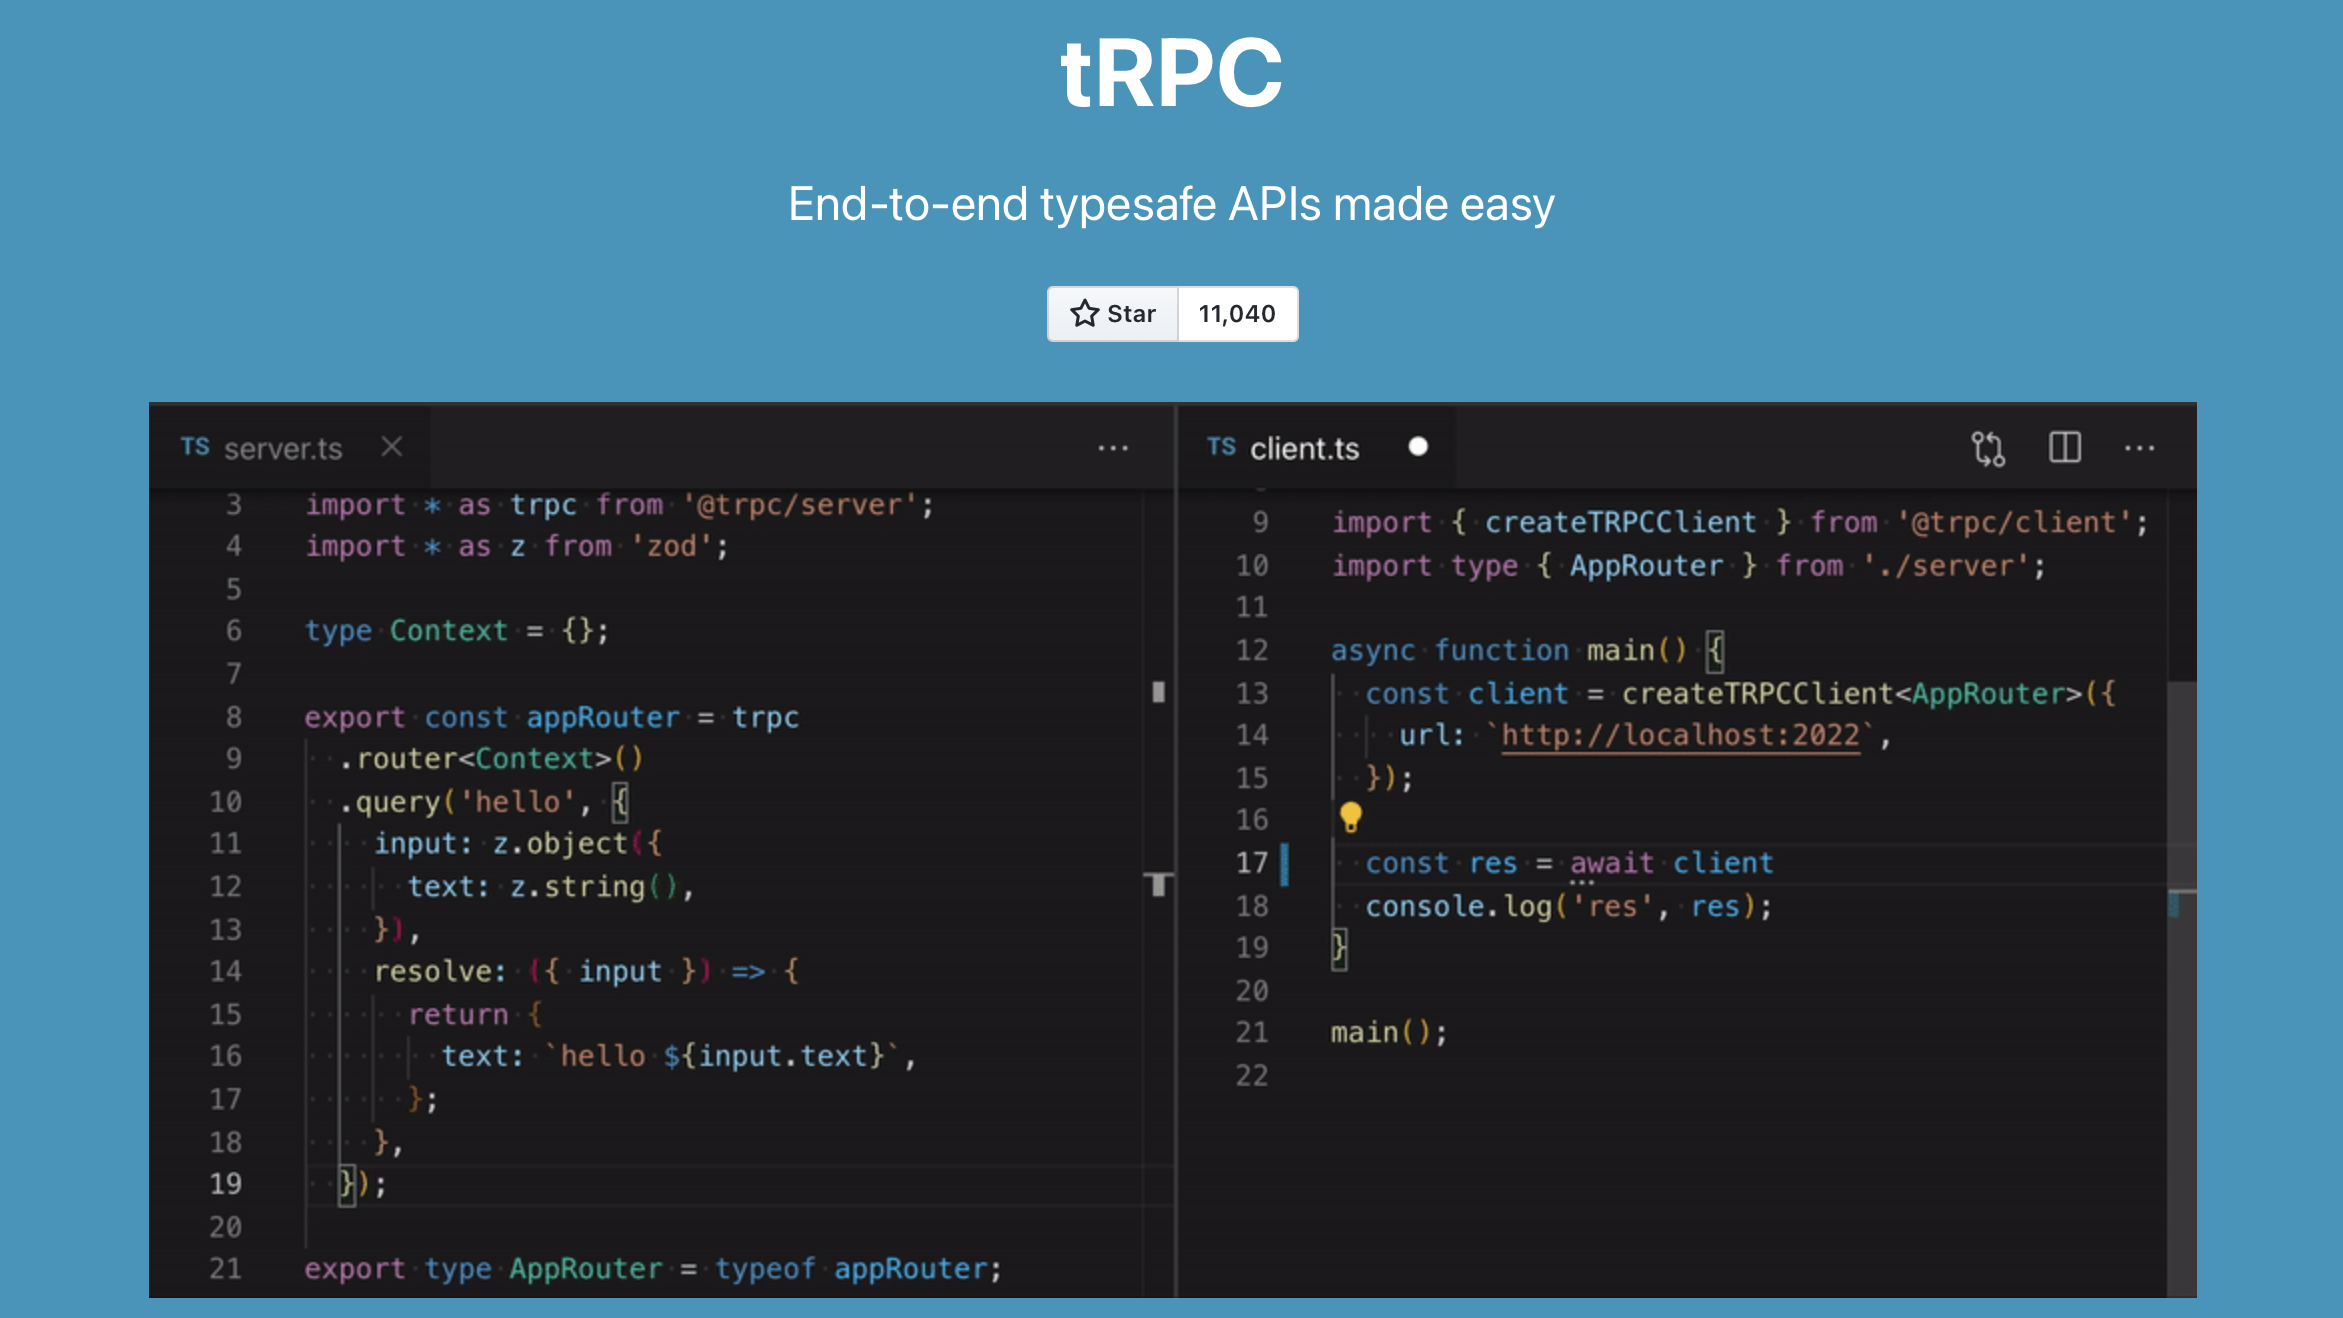 tRPC
End-to-end typesafe APIs made easy
Star 11,040
TS server.ts
3 import * as trpc from '@trpc/server';
4 import * as z from 'zod';
5
6 type Context = {};
7
8 export const appRouter = trpc
9 .router<Context>()
10 .query('hello', {
11 input: z.object({
12 text: z.string(),
13 }),
14 resolve: ({ input }) => {
15 return {
16 text: `hello ${input.text}`,
17 };
18 },
19 });
20
21 export type AppRouter = typeof appRouter;
TS client.ts
9 import { createTRPCClient } from '@trpc/client';
10 import type { AppRouter } from './server';
11
12 async function main() {
13 const client = createTRPCClient<AppRouter>({
14 url: `http://localhost:2022`,
15 });
16
17 const res = await client
18 console.log('res', res);
19 }
20
21 main();
22